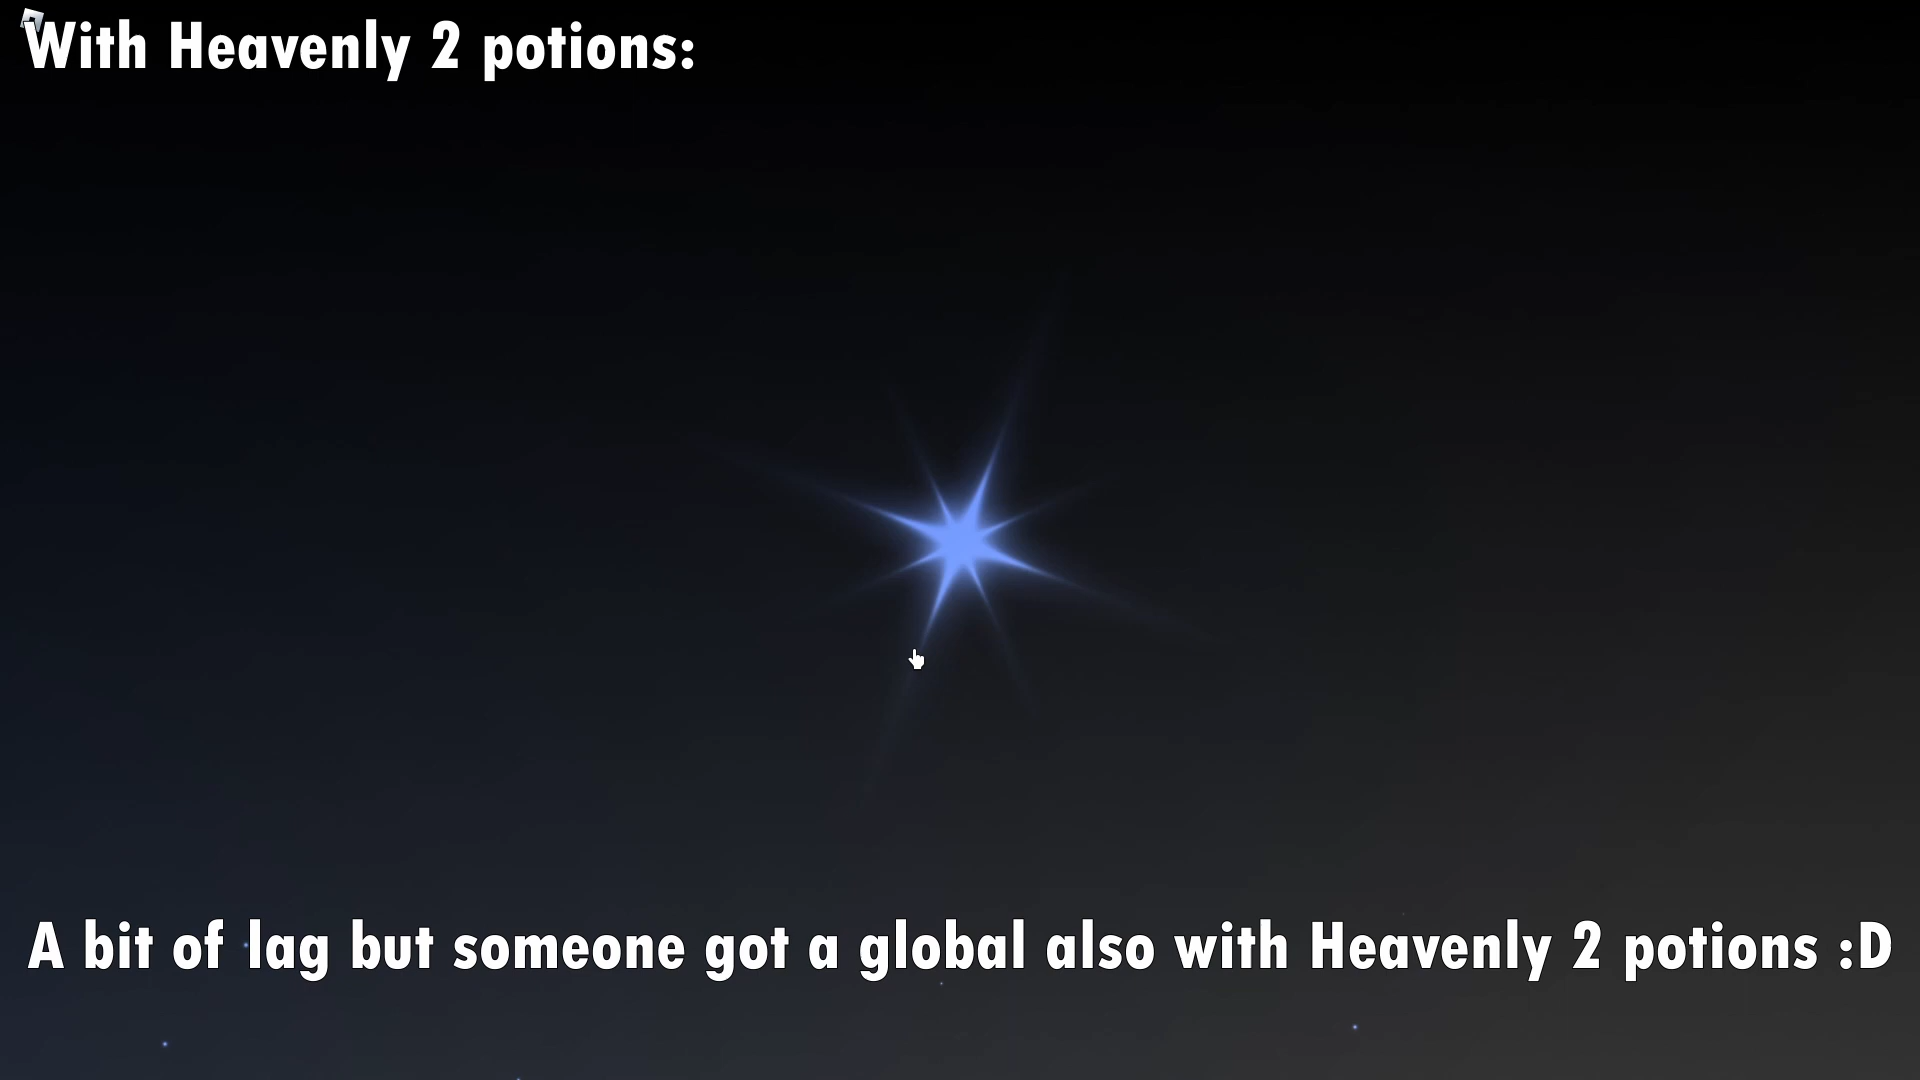 With Heavenly 2 potions:
A bit of lag but someone got a global also with Heavenly 2 potions :D